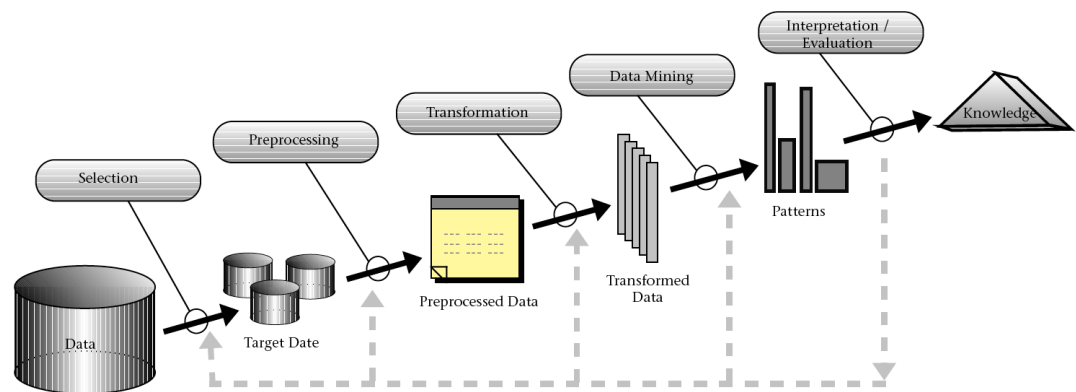 Interpretation /
Evaluation
Data Mining
Transformation
Preprocessing
Selection
Knowledge
Patterns
Transformed
Data
Preprocessed Data
Target Date
Data